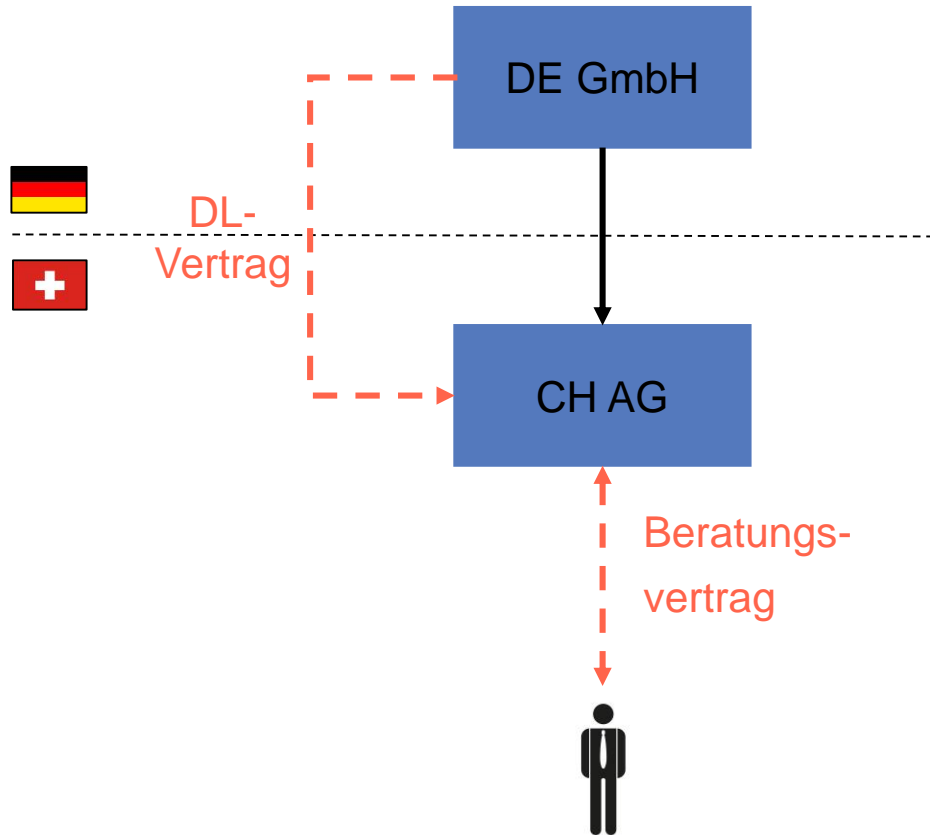 DE GmbH
DL-
Vertrag
CH AG
Beratungs-
vertrag